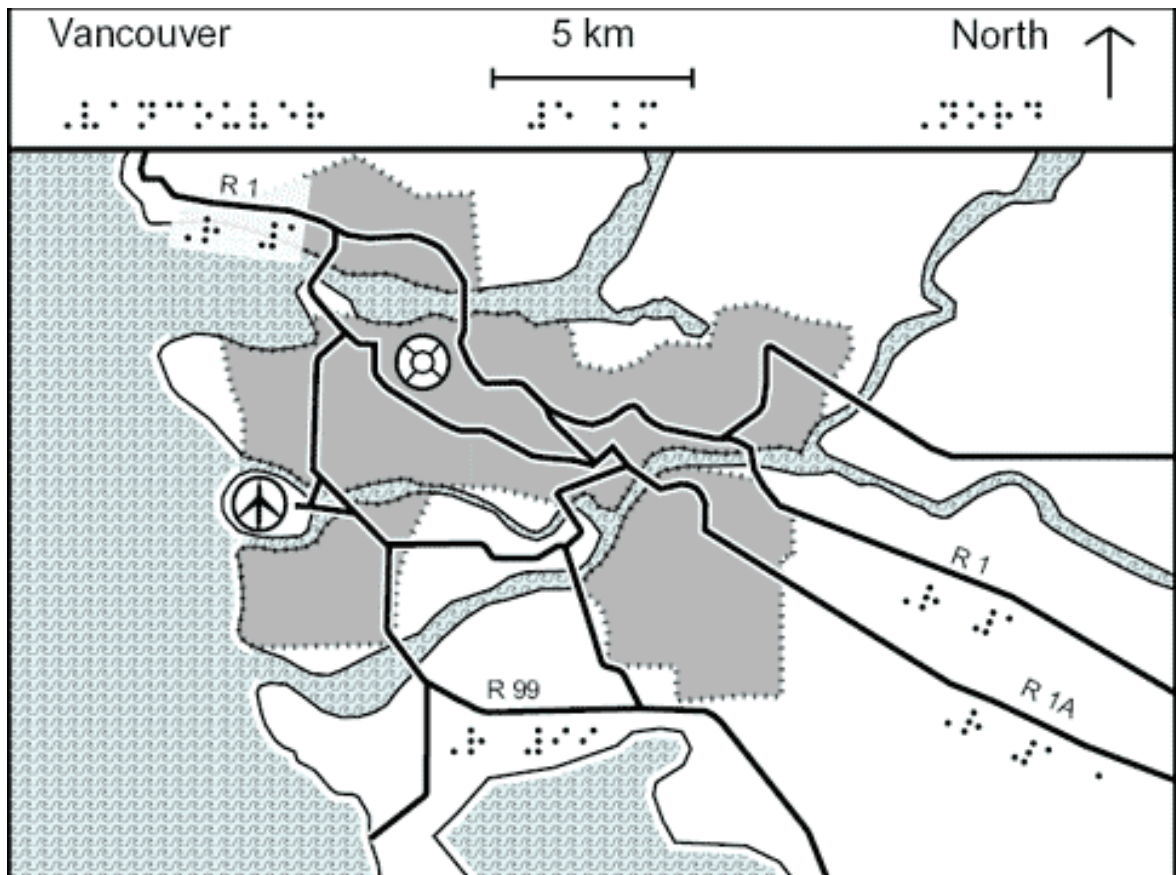 Vancouver 5 km North
⠠⠧⠁⠝⠉⠕⠥⠧⠑⠗ ⠼⠑ ⠅⠍ ⠠⠝⠕⠗⠙
R 1
⠠⠗ ⠼⠁
R 1
⠠⠗ ⠼⠁
R 1A
⠠⠗ ⠼⠁
R 99
⠠⠗ ⠼⠊⠊